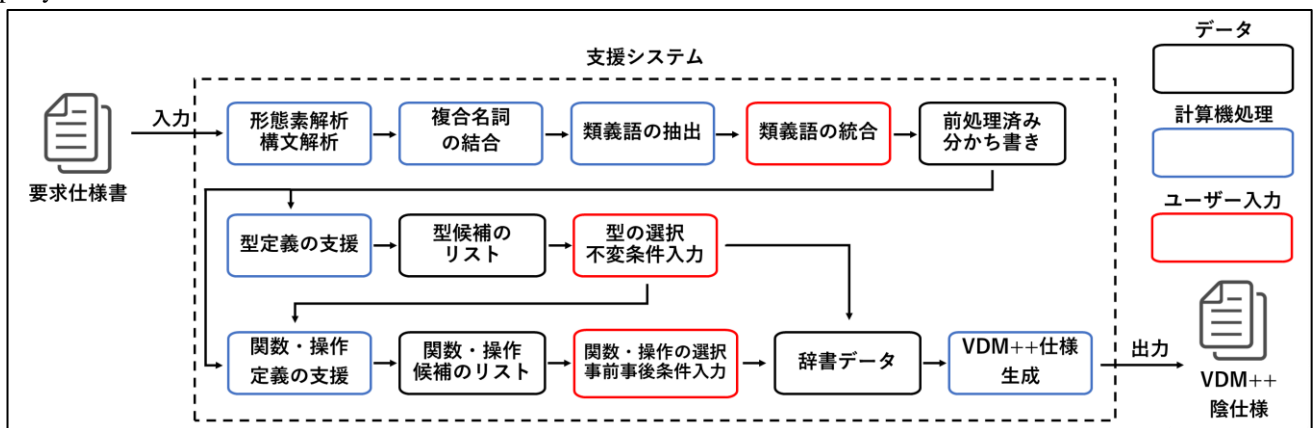 支援システム
データ
入力
形態素解析
構文解析
複合名詞
の結合
類義語の抽出
類義語の統合
前処理済み
分かち書き
計算機処理
要求仕様書
ユーザー入力
型定義の支援
型候補の
リスト
型の選択
不変条件入力
関数・操作
定義の支援
関数・操作
候補のリスト
関数・操作の選択
事前事後条件入力
辞書データ
VDM++仕様
生成
出力
VDM++
陰仕様